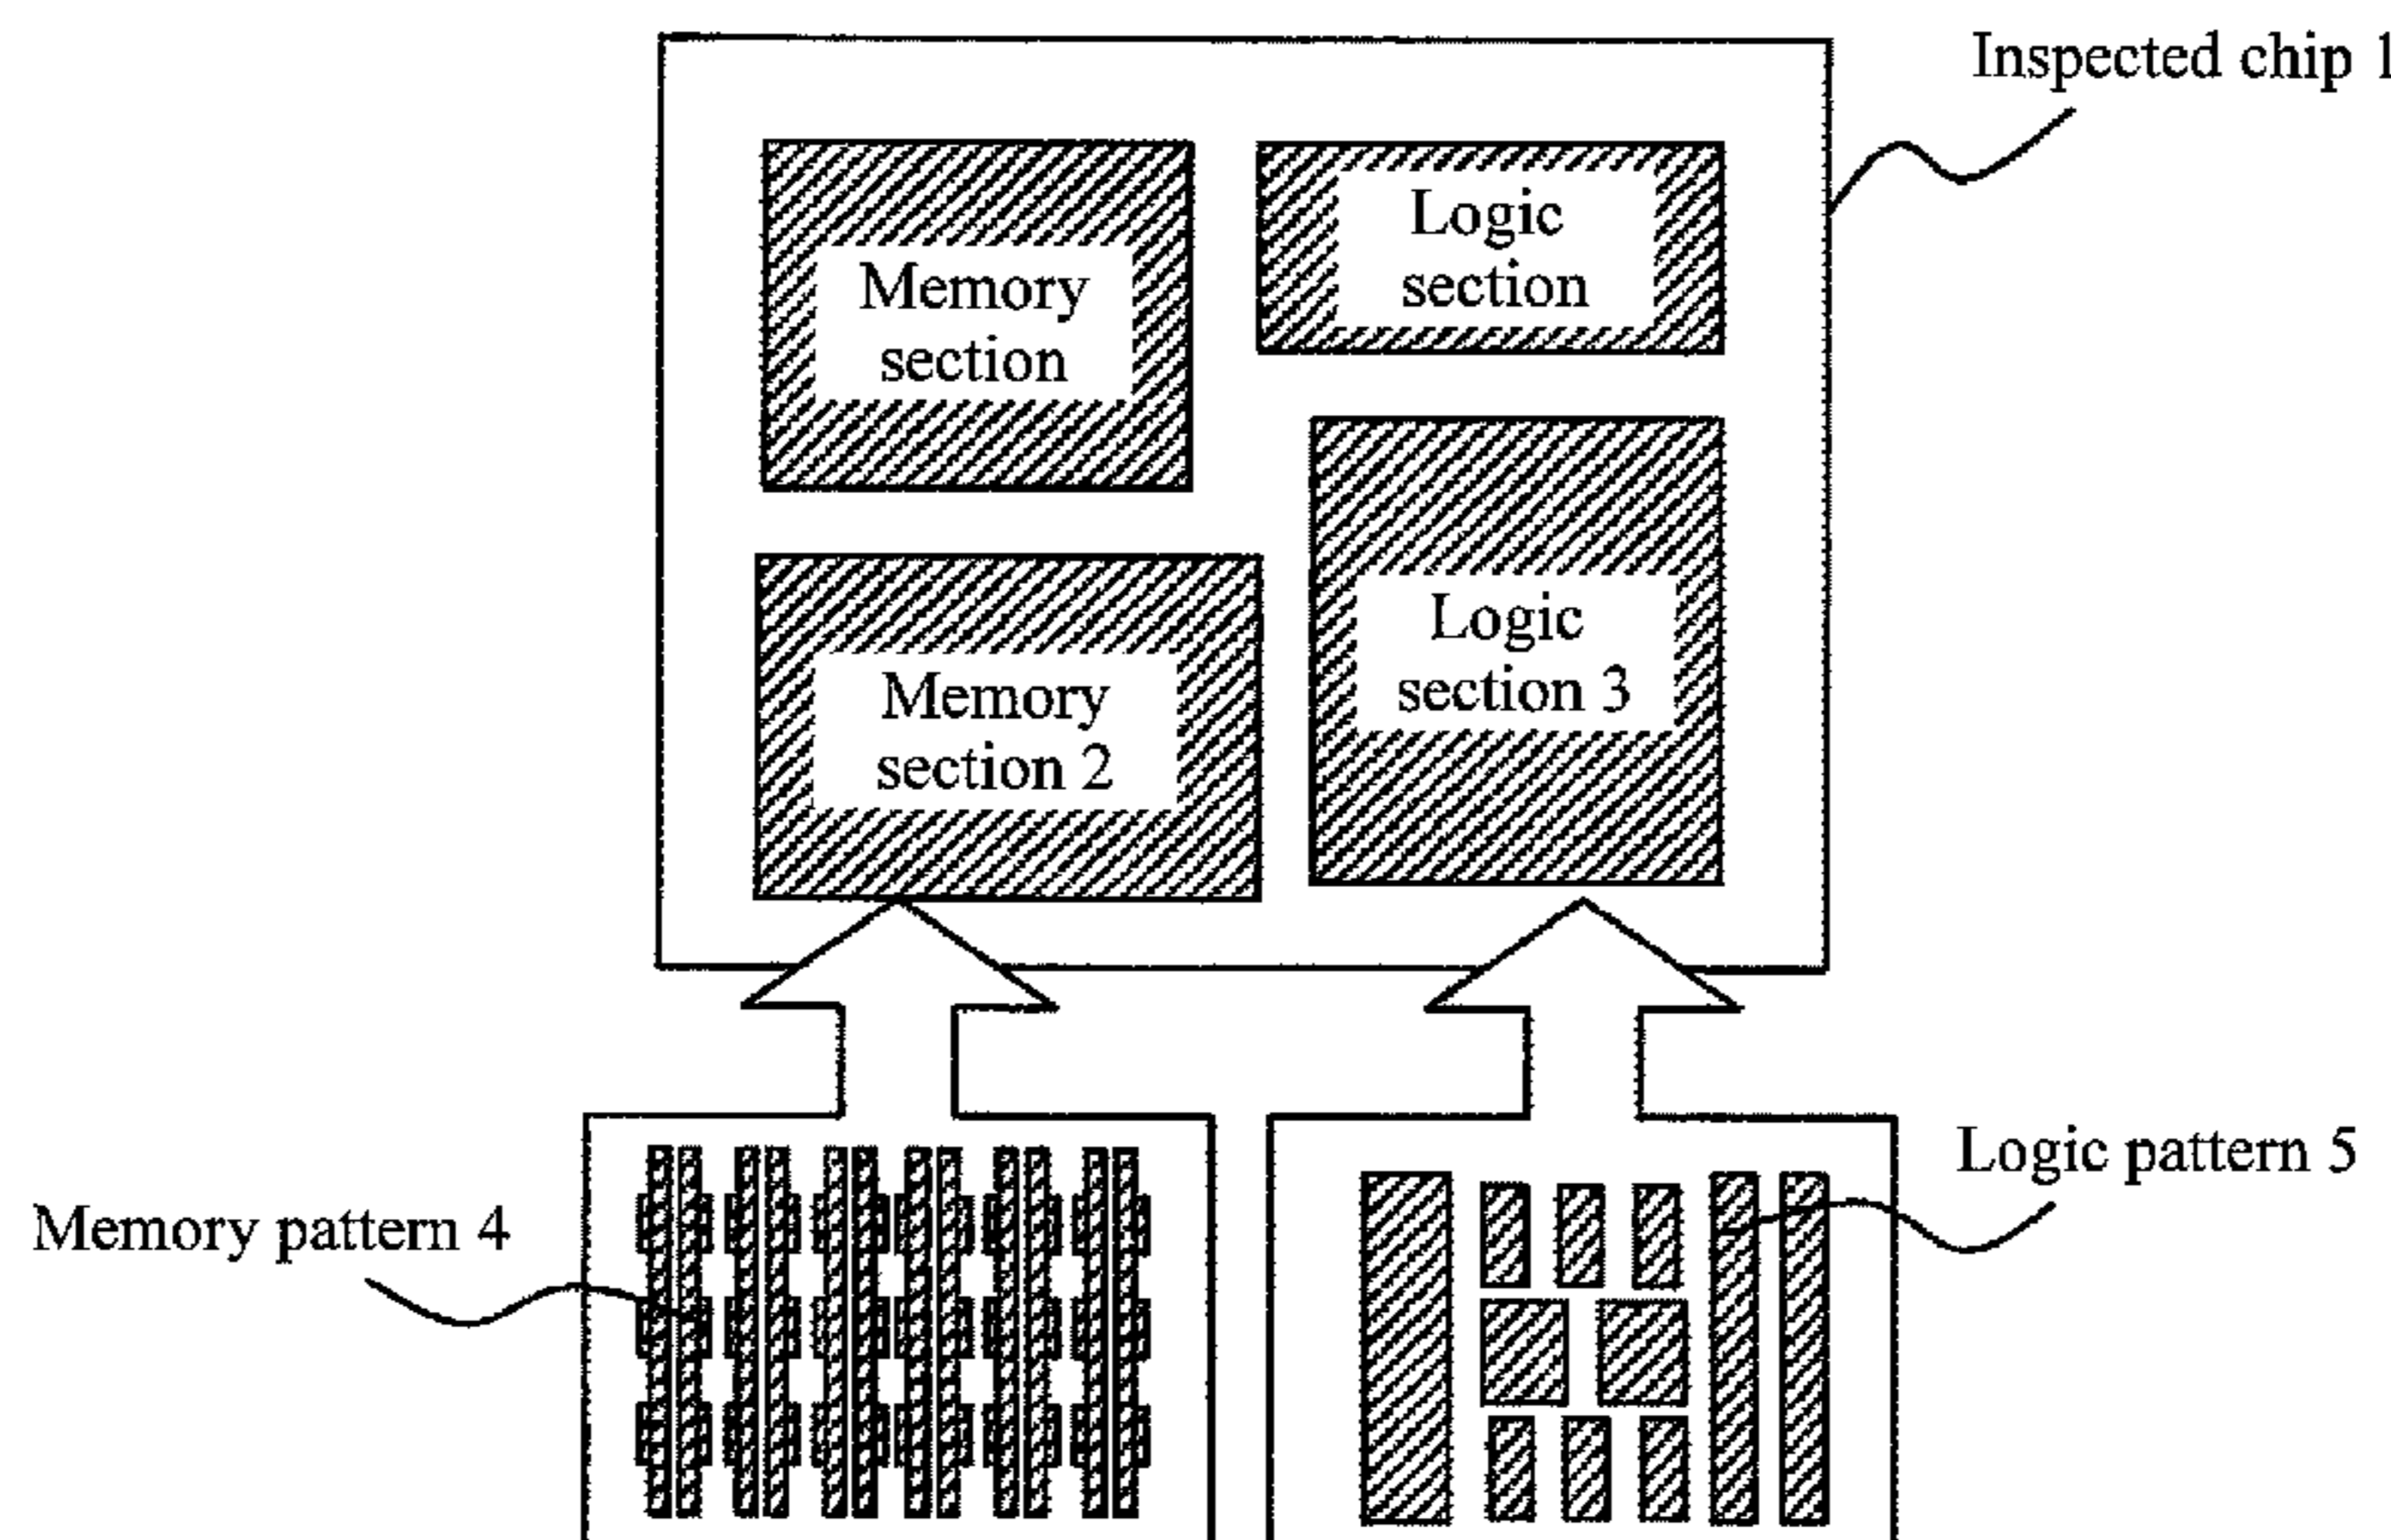 Inspected chip 1
Logic
section
Memory
section
Logic
section 3
Memory
section 2
Logic pattern 5
Memory pattern 4